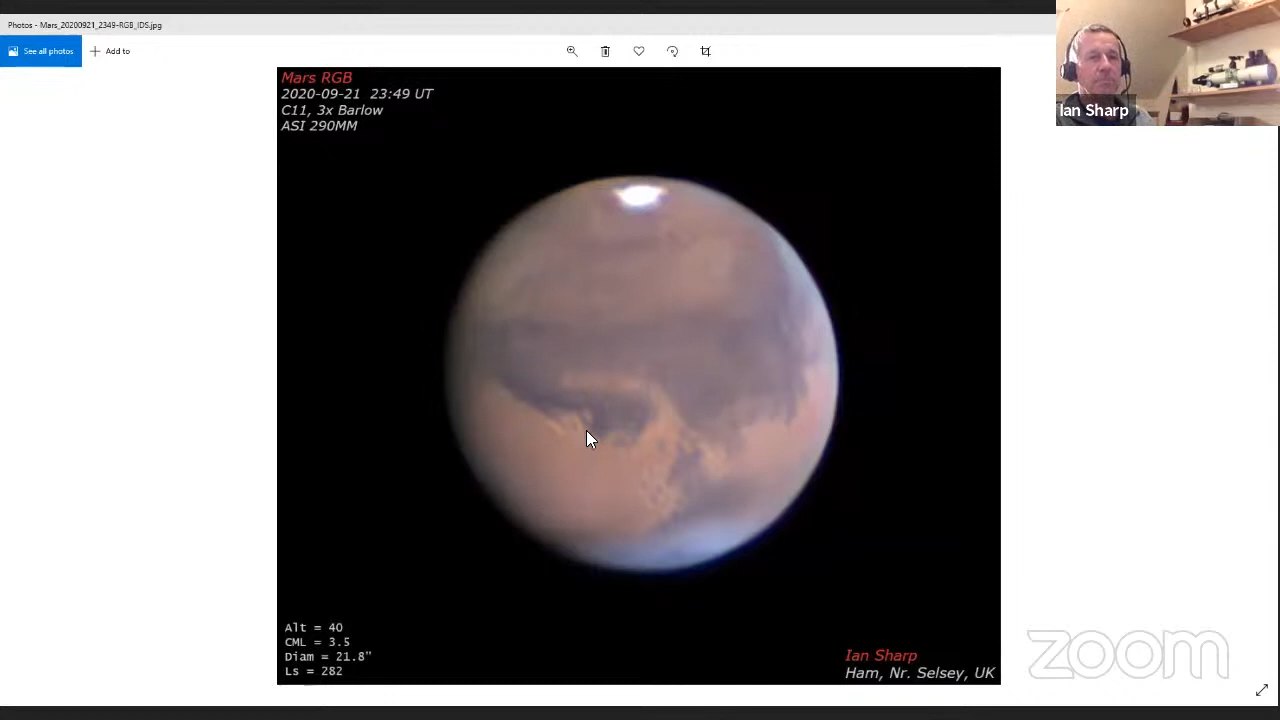 Photos - Mars_20200921_2349-RGB_IDS.jpg
See all photos
Add to
Ian Sharp
Mars RGB
2020-09-21 23:49 UT
C11, 3x Barlow
ASI 290MM
Alt = 40
CML = 3.5
Diam = 21.8"
Ls = 282
Ian Sharp
Ham, Nr. Selsey, UK
zoom